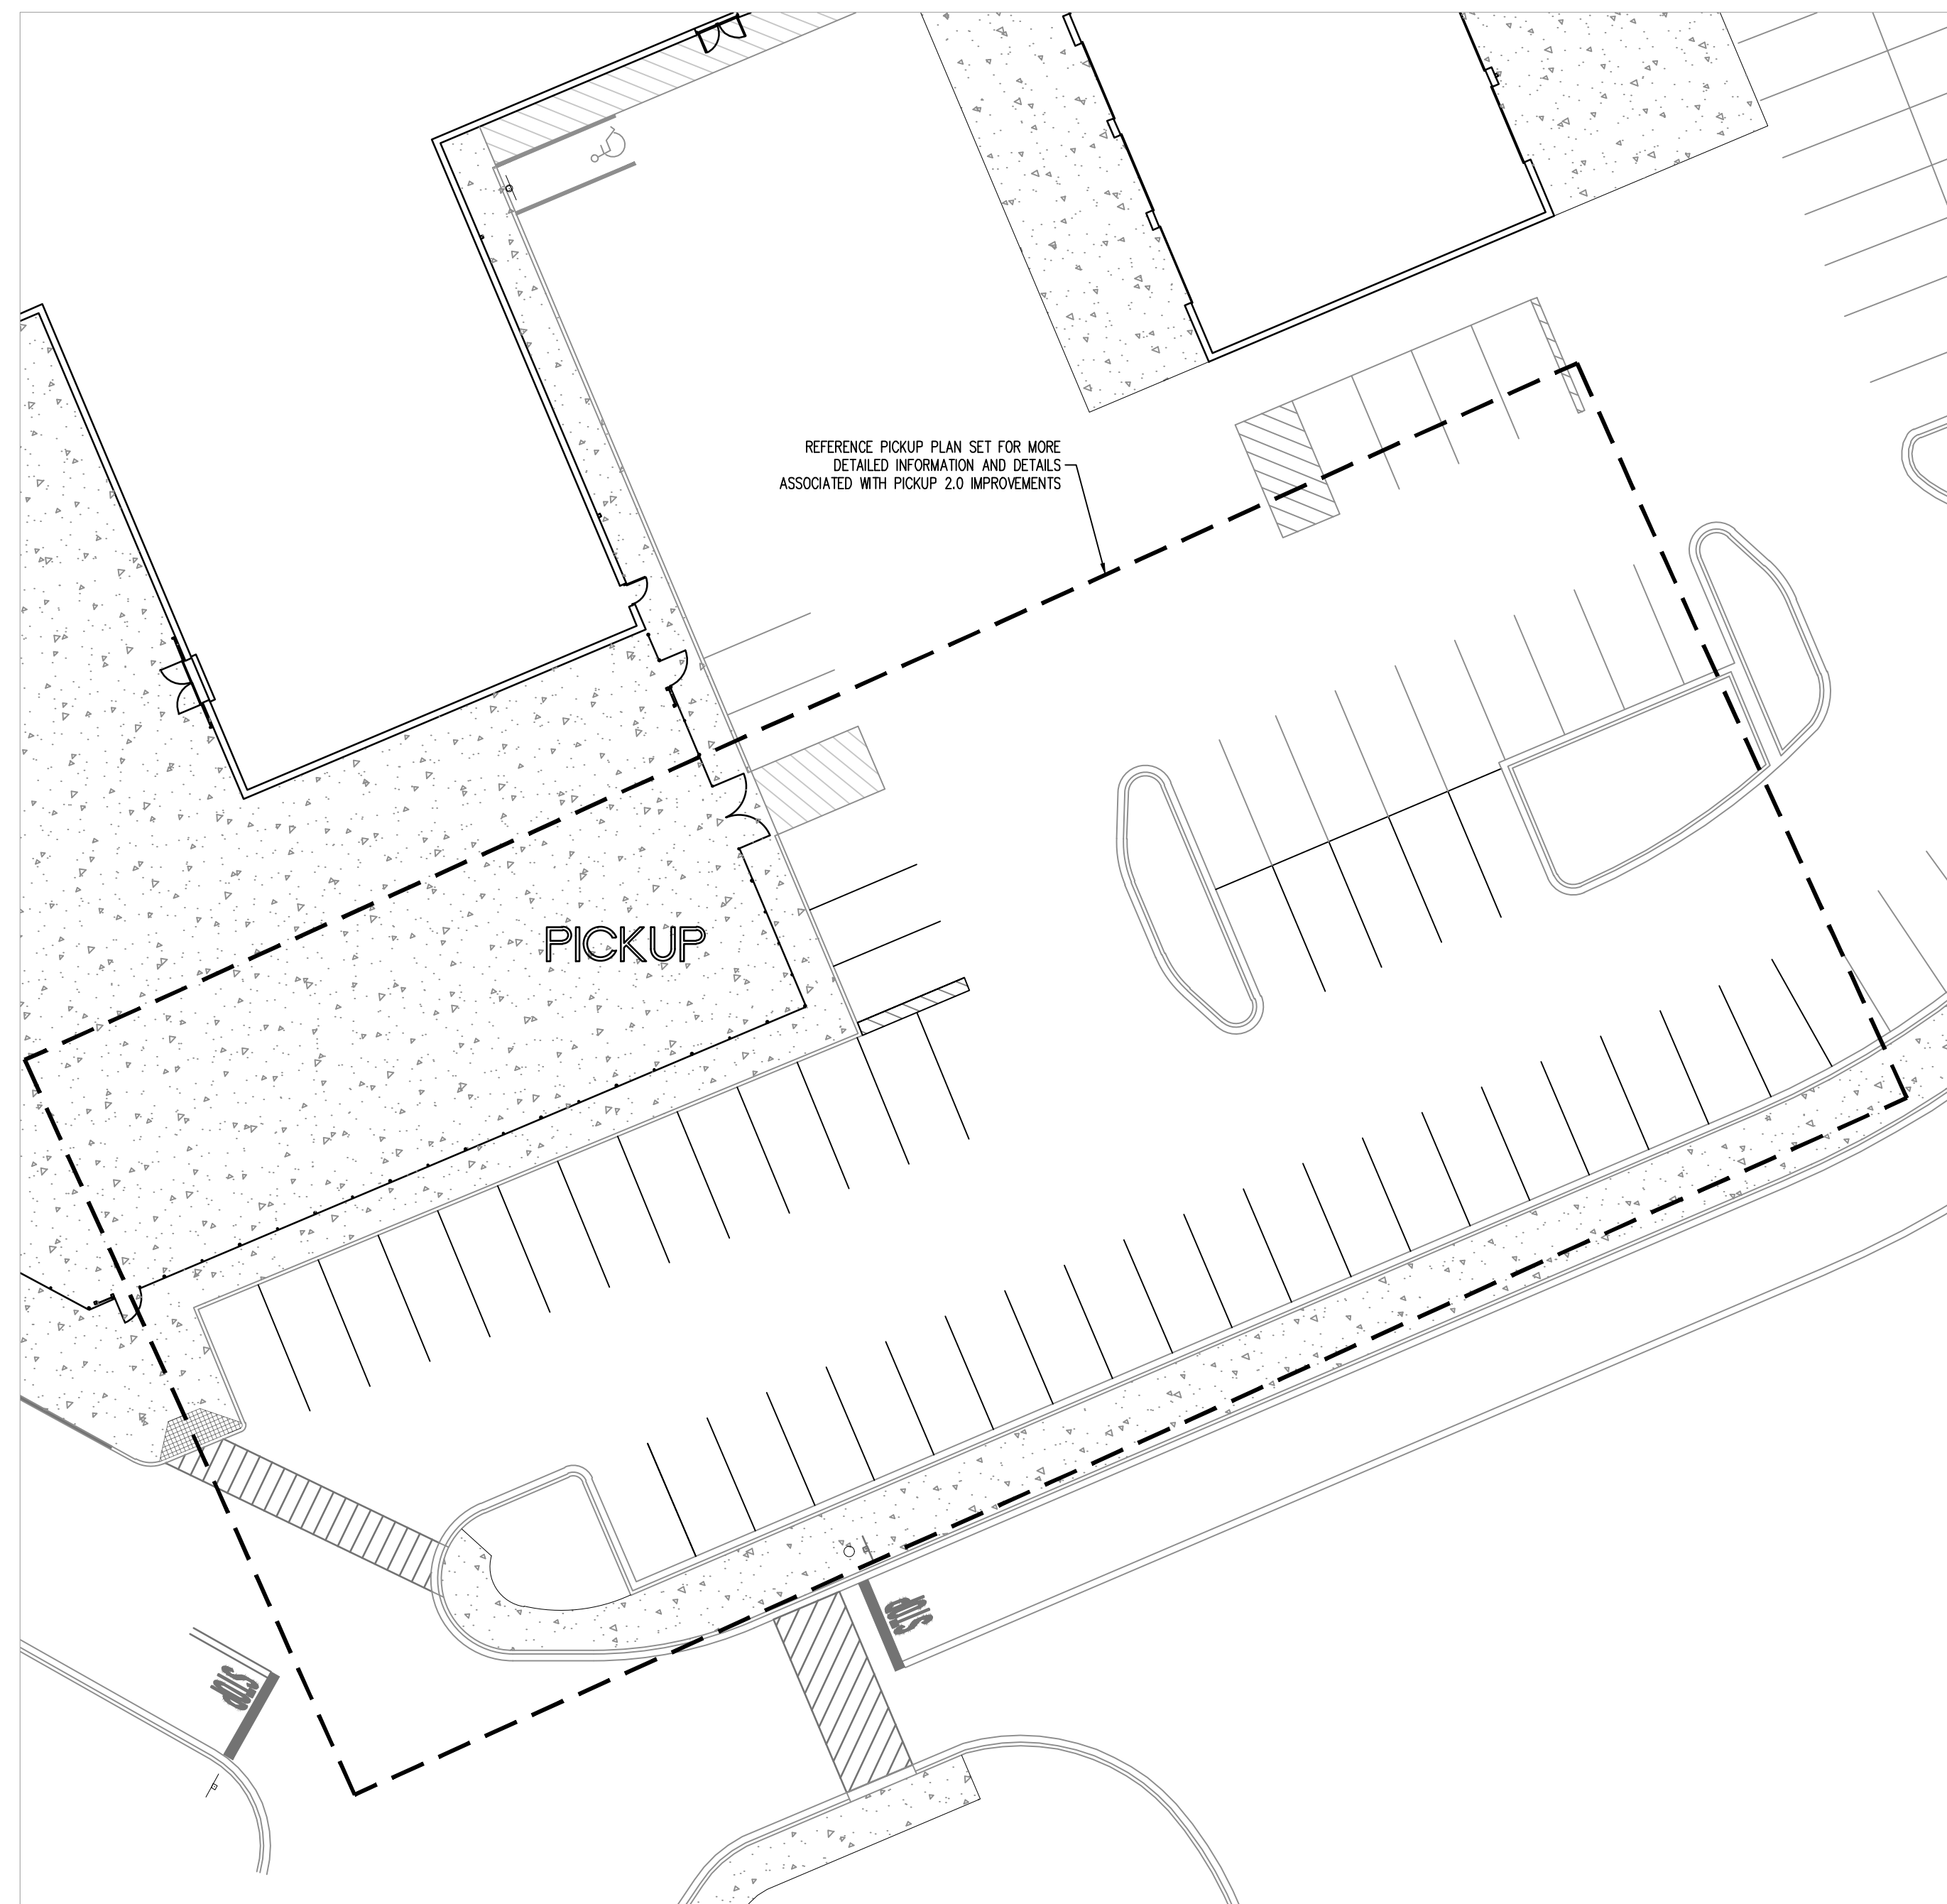 REFERENCE PICKUP PLAN SET FOR MORE
DETAILED INFORMATION AND DETAILS
ASSOCIATED WITH PICKUP 2.0 IMPROVEMENTS
PICKUP
STOP
STOP